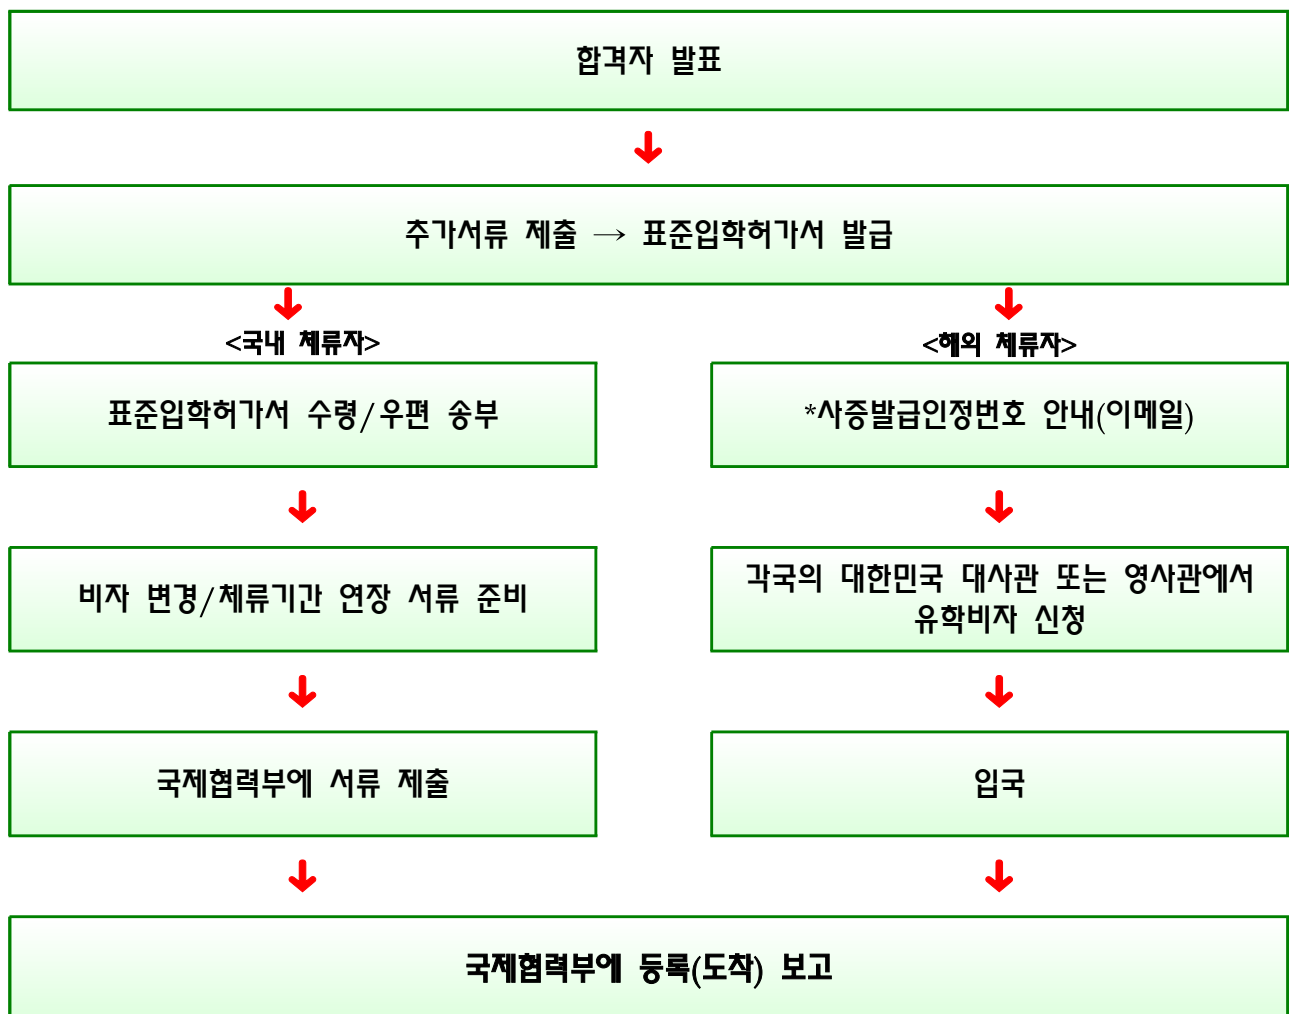 합격자 발표
추가서류 제출 → 표준입학허가서 발급
<국내 체류자>
표준입학허가서 수령/우편 송부
비자 변경/체류기간 연장 서류 준비
국제협력부에 서류 제출
<해외 체류자>
*사증발급인정번호 안내(이메일)
각국의 대한민국 대사관 또는 영사관에서
유학비자 신청
입국
국제협력부에 등록(도착) 보고